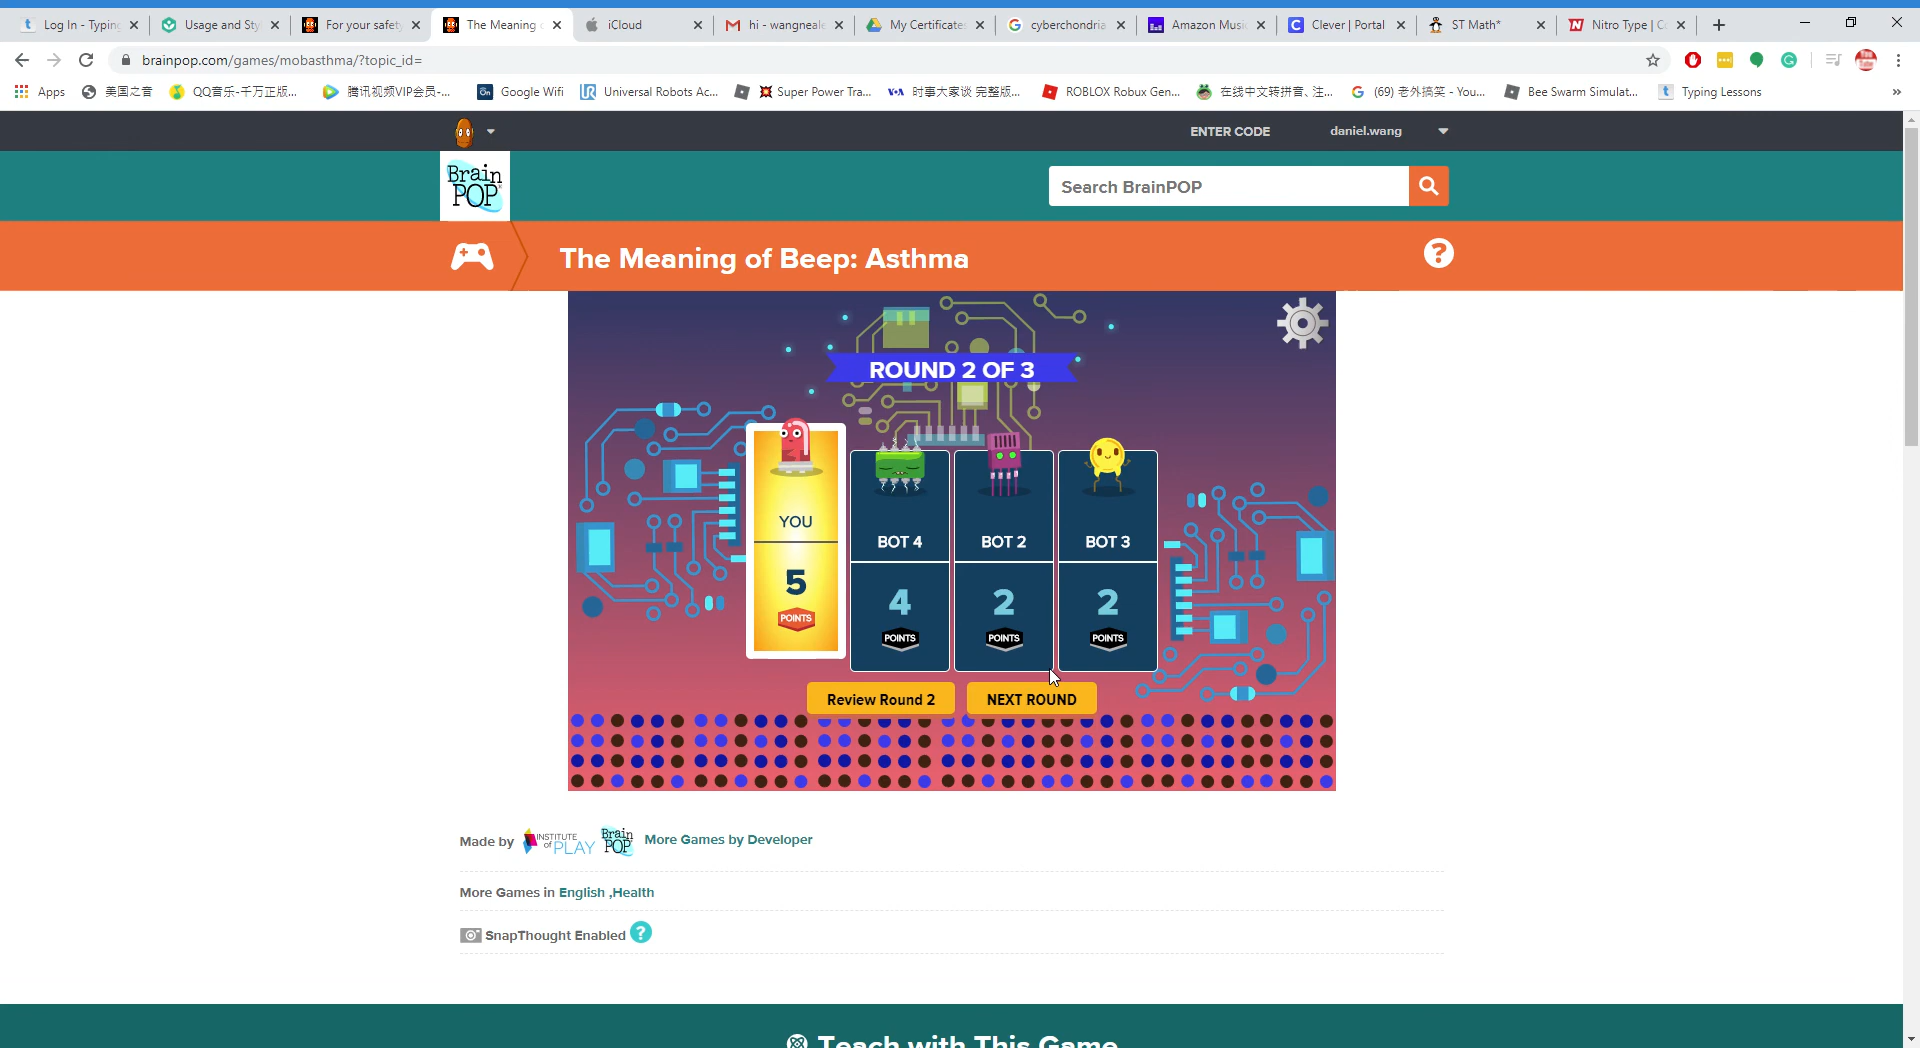 Log In - Typing
Usage and Sty
For your safety
The Meaning
iCloud
hi - wangneale
My Certificate
cyberchondria
Amazon Musi
Clever | Portal
ST Math*
Nitro Type | C
brainpop.com/games/mobasthma/?topic_id=
Apps
美国之音
QQ音乐-千万正版...
腾讯视频VIP会员-...
Google Wifi
Universal Robots Ac...
Super Power Tra...
时事大家谈 完整版...
ROBLOX Robux Gen...
在线中文转拼音、注...
(69) 老外搞笑 - You...
Bee Swarm Simulat...
Typing Lessons
»
ENTER CODE
daniel.wang
Brain POP
Search BrainPOP
The Meaning of Beep: Asthma
?
ROUND 2 OF 3
YOU
BOT 4
BOT 2
BOT 3
5
4
2
2
POINTS
POINTS
POINTS
POINTS
Review Round 2
NEXT ROUND
Made by
INSTITUTE of PLAY
Brain POP
More Games by Developer
More Games in English ,Health
SnapThought Enabled ?
Teach with This Game